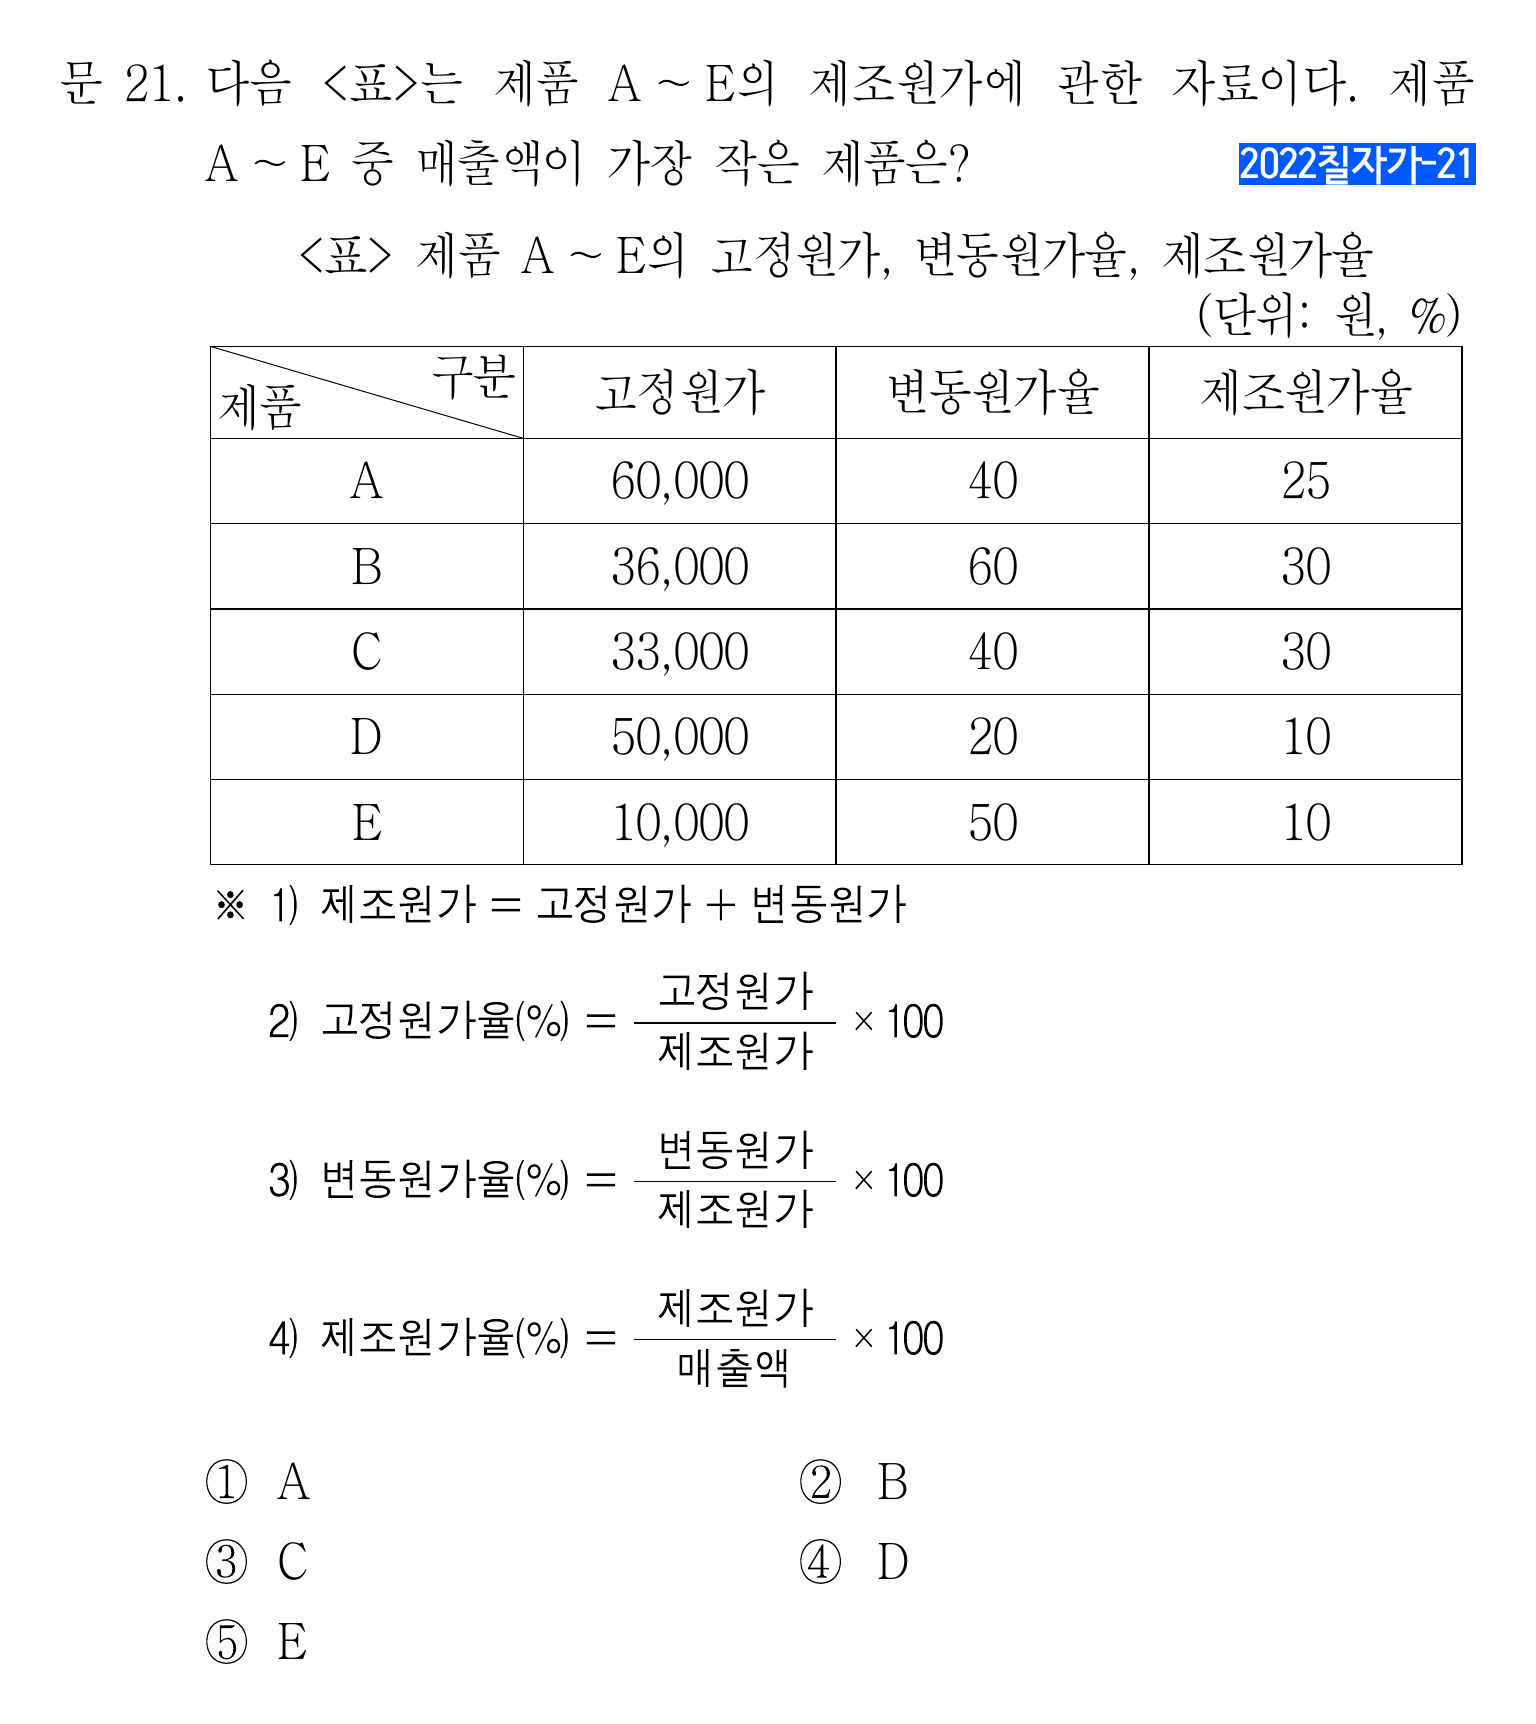 문 21. 다음 <표>는 제품 A ~ E의 제조원가에 관한 자료이다. 제품
A ~ E 중 매출액이 가장 작은 제품은?
2022칠자가-21
<표> 제품 A ~ E의 고정원가, 변동원가율, 제조원가율
(단위: 원, %)
제품 구분 고정원가 변동원가율 제조원가율
A 60,000 40 25
B 36,000 60 30
C 33,000 40 30
D 50,000 20 10
E 10,000 50 10
※ 1) 제조원가 = 고정원가 + 변동원가
2) 고정원가율(%) = 고정원가 / 제조원가 × 100
3) 변동원가율(%) = 변동원가 / 제조원가 × 100
4) 제조원가율(%) = 제조원가 / 매출액 × 100
① A ② B
③ C ④ D
⑤ E